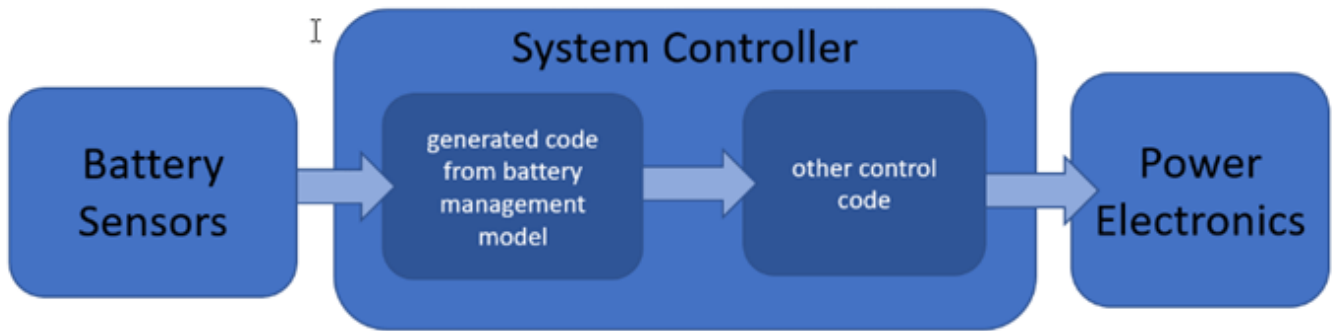 System Controller
Battery
Sensors
generated code
from battery
management
model
other control
code
Power
Electronics